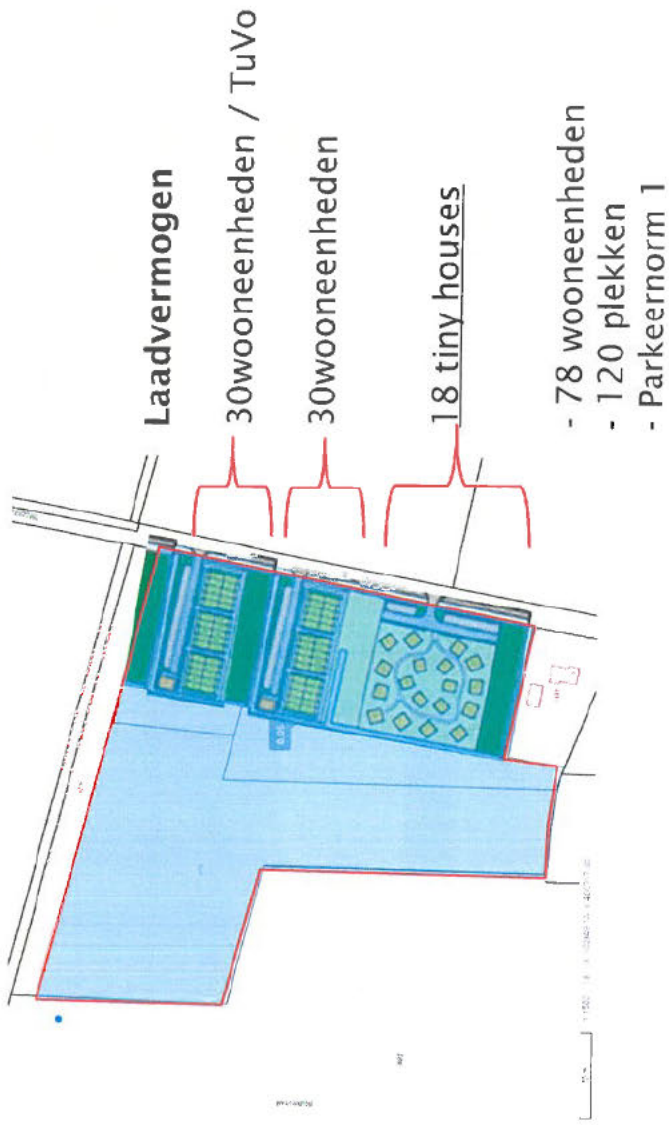 Laadvermogen
30wooneenheden / TuVo
30wooneenheden
18 tiny houses
- 78 wooneenheden
- 120 plekken
- Parkeernorm 1